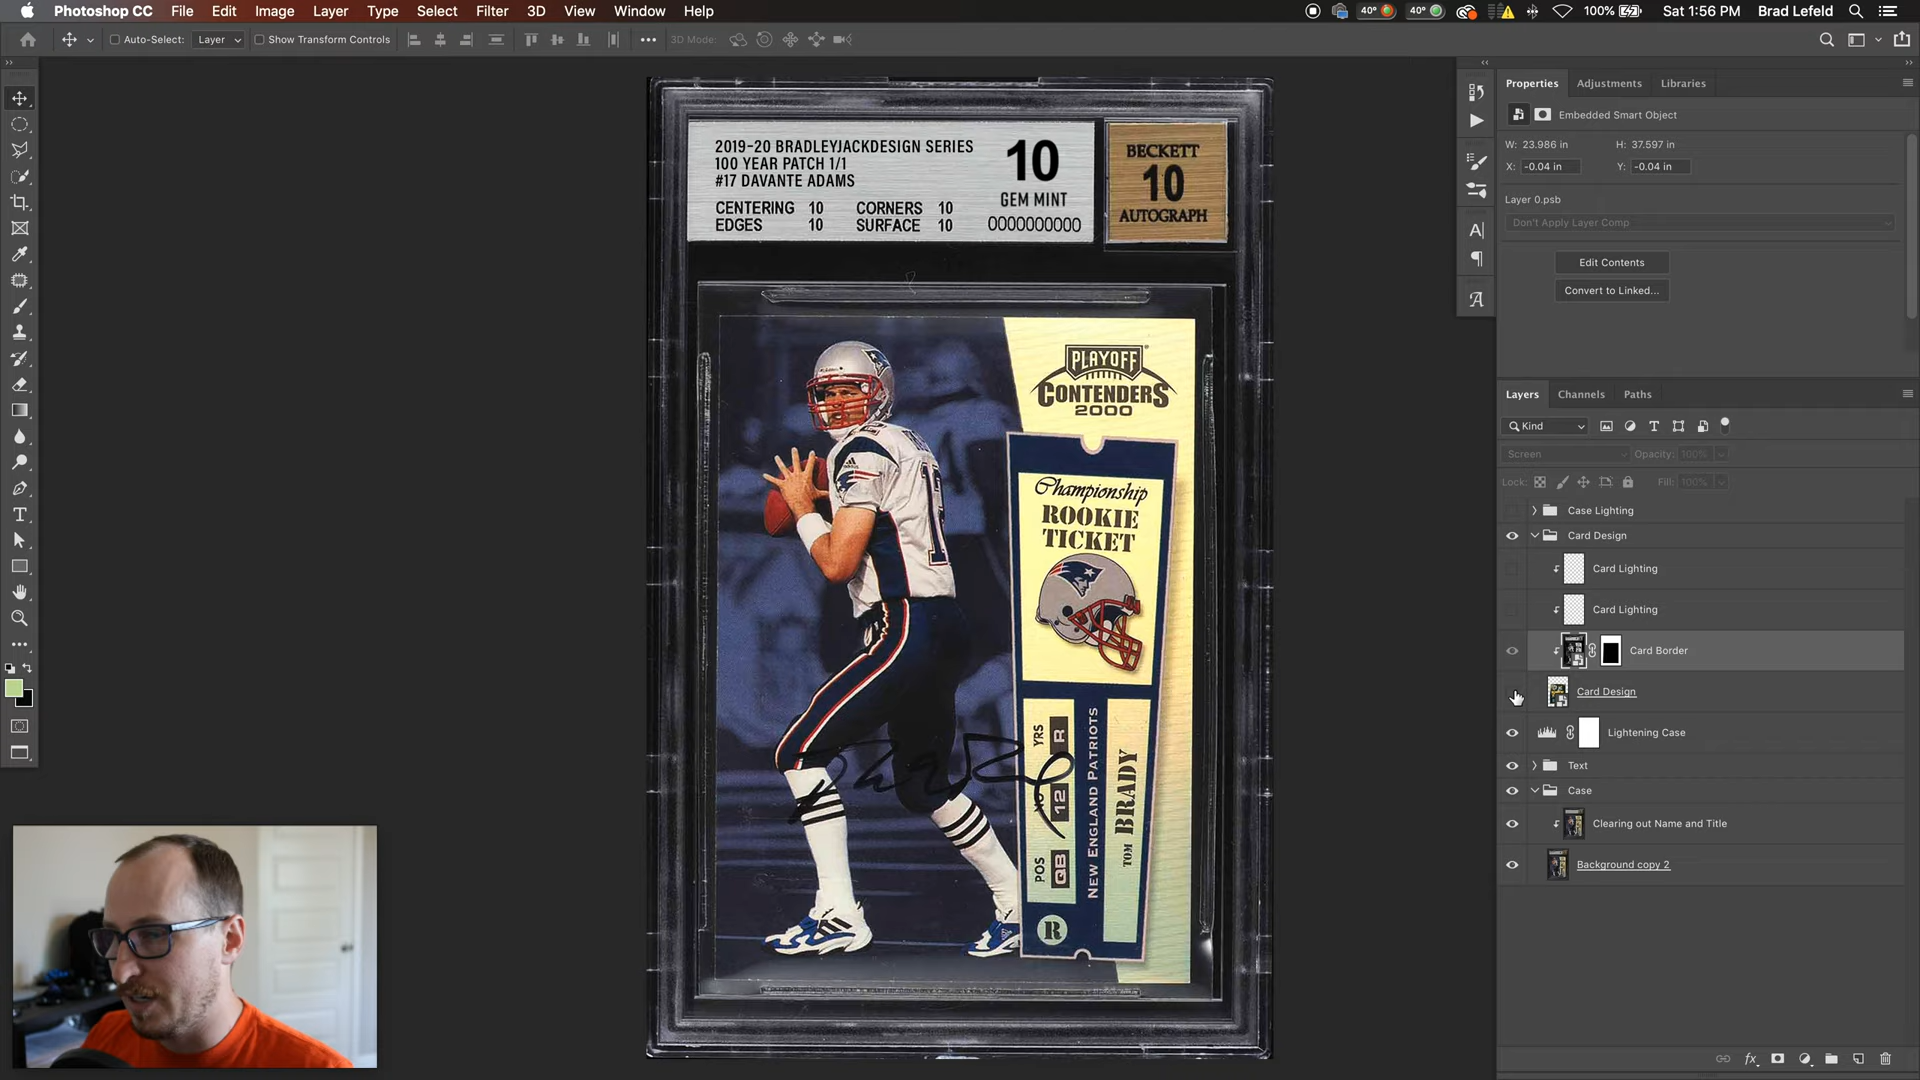 Photoshop CC File Edit Image Layer Type Select Filter 3D View Window Help
40° 40° 100% Sat 1:56 PM Brad Lefeld
Auto-Select: Layer Show Transform Controls 3D Mode:
Properties Adjustments Libraries
Embedded Smart Object
W: 23.986 in H: 37.597 in
X: -0.04 in Y: -0.04 in
Layer 0.psb
Don't Apply Layer Comp
Edit Contents
Convert to Linked...
Layers Channels Paths
Kind
Screen Opacity: 100%
Lock: Fill: 100%
Case Lighting
Card Design
Card Lighting
Card Lighting
Card Border
Card Design
Lightening Case
Text
Case
Clearing out Name and Title
Background copy 2
2019-20 BRADLEYJACKDESIGN SERIES
100 YEAR PATCH 1/1
#17 DAVANTE ADAMS
CENTERING 10 CORNERS 10
EDGES 10 SURFACE 10
10
GEM MINT
0000000000
BECKETT
10
AUTOGRAPH
PLAYOFF
CONTENDERS
2000
Championship
ROOKIE
TICKET
YRS R
NO 12
POS QB
NEW ENGLAND PATRIOTS
TOM BRADY
R
adidas
12